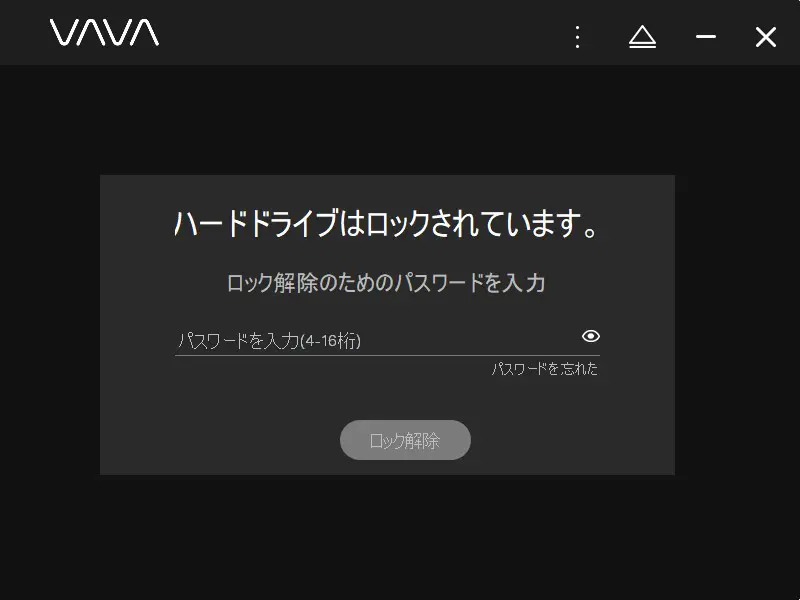 VAVA
ハードドライブはロックされています。
ロック解除のためのパスワードを入力
パスワードを入力(4-16桁)
パスワードを忘れた
ロック解除